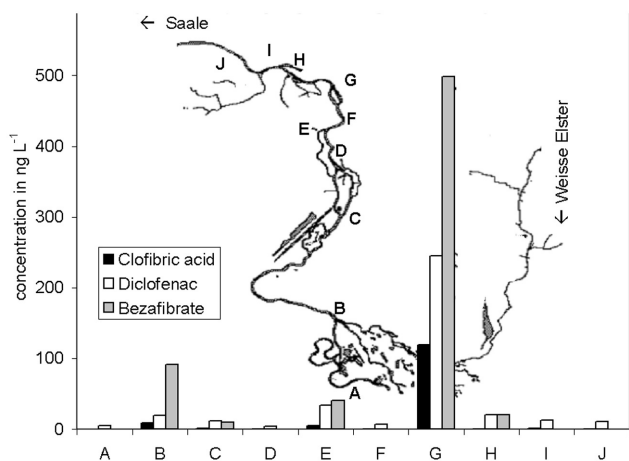 ← Saale
I
H
J
G
500
F
E
400
D
← Weisse Elster
concentration in ng L⁻¹
C
300
Clofibric acid
Diclofenac
Bezafibrate
200
B
100
A
0
A B C D E F G H I J